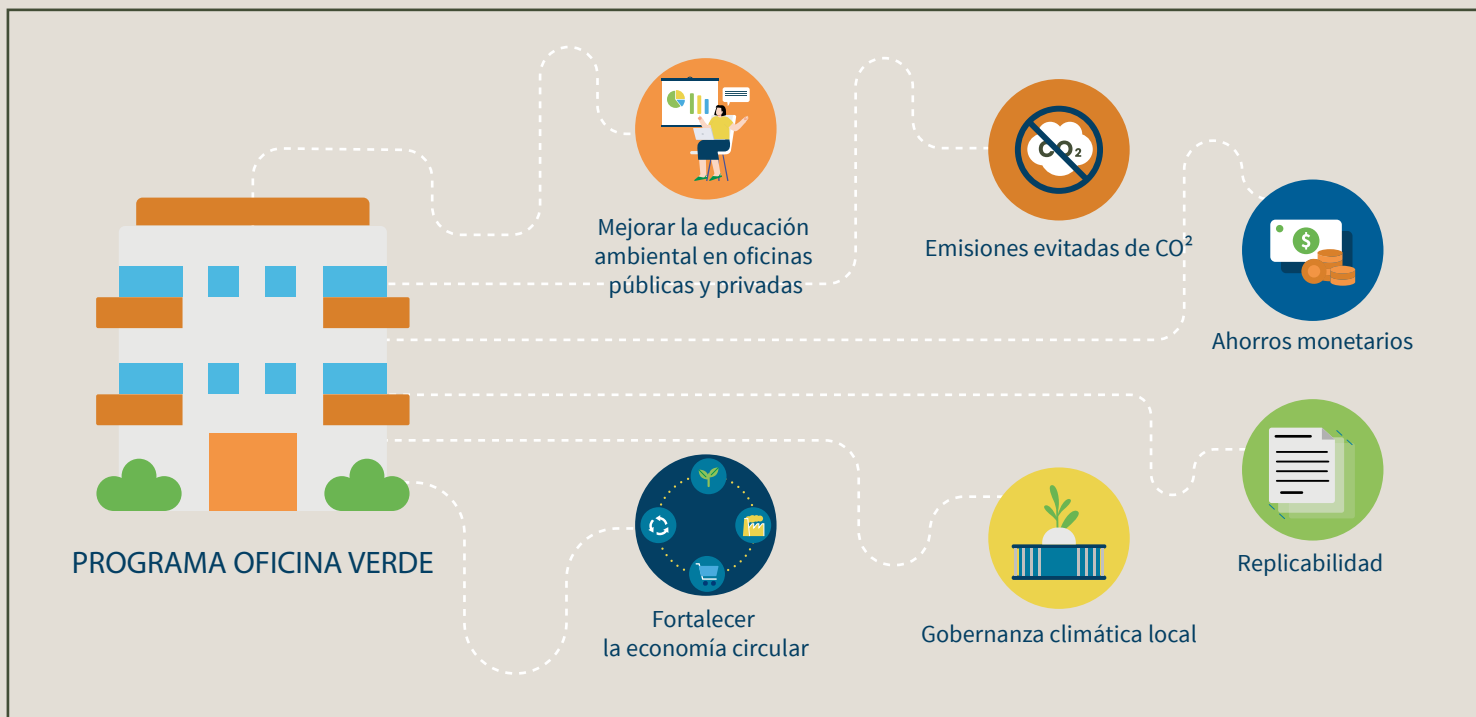 Mejorar la educación
ambiental en oficinas
públicas y privadas
CO₂
Emisiones evitadas de CO²
$
Ahorros monetarios
PROGRAMA OFICINA VERDE
Fortalecer
la economía circular
Gobernanza climática local
Replicabilidad